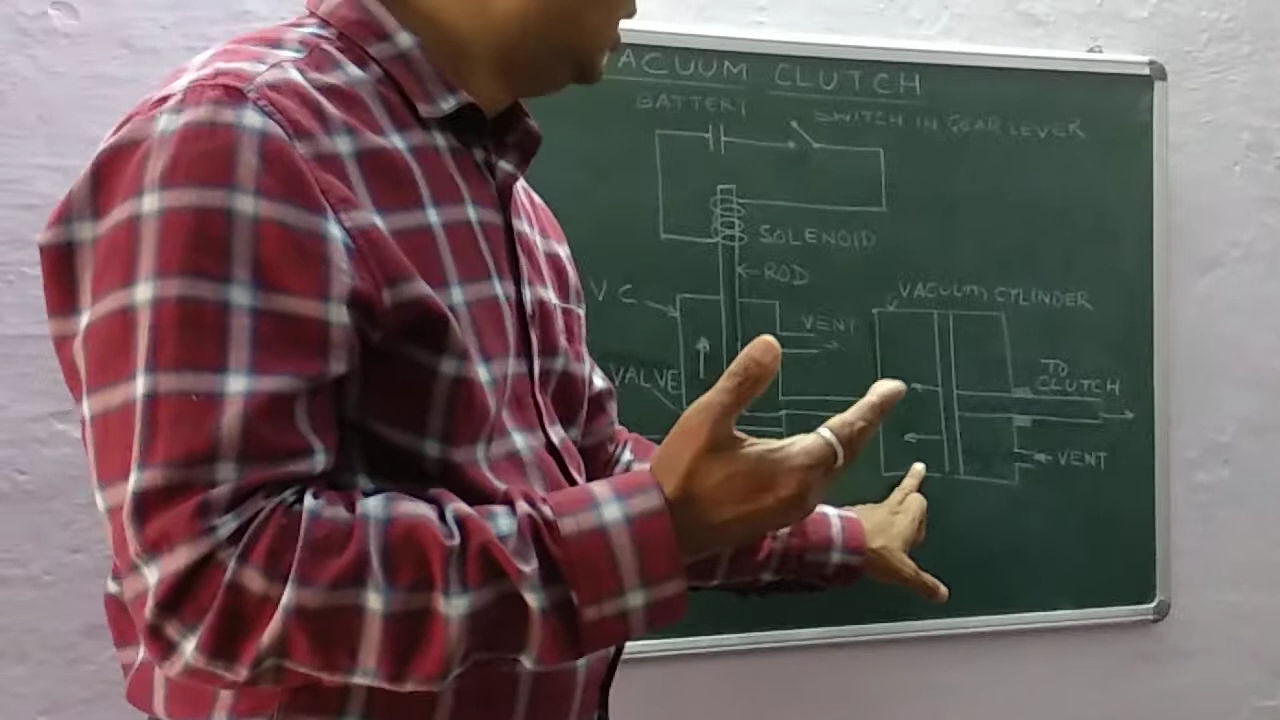 VACUUM CLUTCH
BATTERY
SWITCH IN GEAR LEVER
SOLENOID
ROD
V C
VACUUM CYLINDER
VENT
VALVE
TO
CLUTCH
VENT